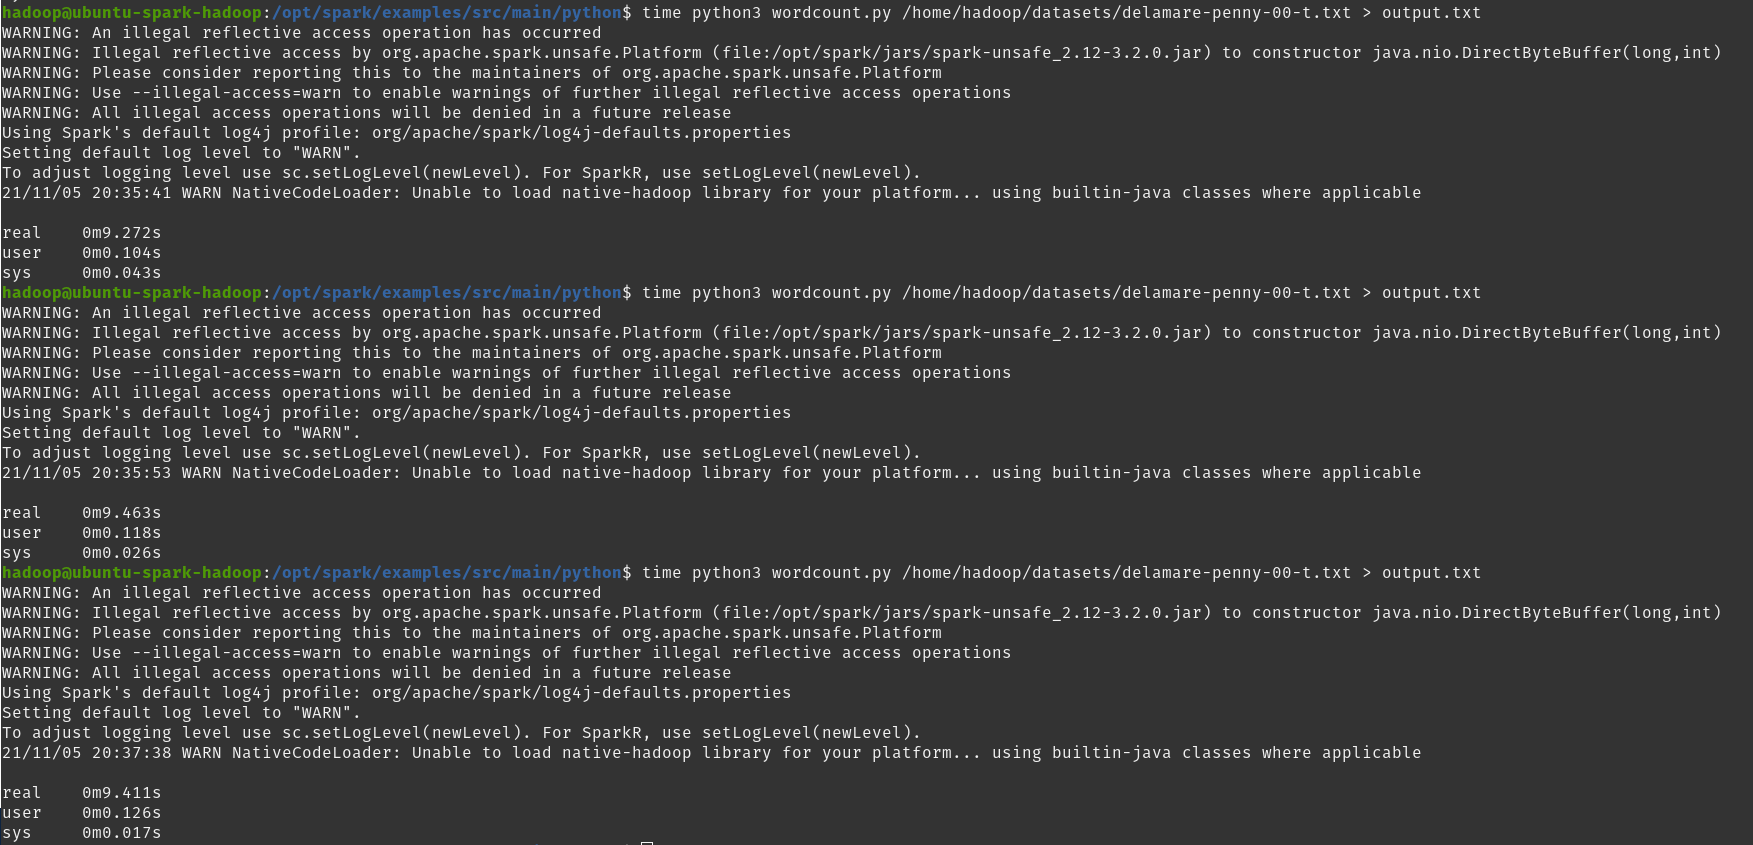 hadoop@ubuntu-spark-hadoop:/opt/spark/examples/src/main/python$ time python3 wordcount.py /home/hadoop/datasets/delamare-penny-00-t.txt > output.txt
WARNING: An illegal reflective access operation has occurred
WARNING: Illegal reflective access by org.apache.spark.unsafe.Platform (file:/opt/spark/jars/spark-unsafe_2.12-3.2.0.jar) to constructor java.nio.DirectByteBuffer(long,int)
WARNING: Please consider reporting this to the maintainers of org.apache.spark.unsafe.Platform
WARNING: Use --illegal-access=warn to enable warnings of further illegal reflective access operations
WARNING: All illegal access operations will be denied in a future release
Using Spark's default log4j profile: org/apache/spark/log4j-defaults.properties
Setting default log level to "WARN".
To adjust logging level use sc.setLogLevel(newLevel). For SparkR, use setLogLevel(newLevel).
21/11/05 20:35:41 WARN NativeCodeLoader: Unable to load native-hadoop library for your platform... using builtin-java classes where applicable

real	0m9.272s
user	0m0.104s
sys	0m0.043s
hadoop@ubuntu-spark-hadoop:/opt/spark/examples/src/main/python$ time python3 wordcount.py /home/hadoop/datasets/delamare-penny-00-t.txt > output.txt
WARNING: An illegal reflective access operation has occurred
WARNING: Illegal reflective access by org.apache.spark.unsafe.Platform (file:/opt/spark/jars/spark-unsafe_2.12-3.2.0.jar) to constructor java.nio.DirectByteBuffer(long,int)
WARNING: Please consider reporting this to the maintainers of org.apache.spark.unsafe.Platform
WARNING: Use --illegal-access=warn to enable warnings of further illegal reflective access operations
WARNING: All illegal access operations will be denied in a future release
Using Spark's default log4j profile: org/apache/spark/log4j-defaults.properties
Setting default log level to "WARN".
To adjust logging level use sc.setLogLevel(newLevel). For SparkR, use setLogLevel(newLevel).
21/11/05 20:35:53 WARN NativeCodeLoader: Unable to load native-hadoop library for your platform... using builtin-java classes where applicable

real	0m9.463s
user	0m0.118s
sys	0m0.026s
hadoop@ubuntu-spark-hadoop:/opt/spark/examples/src/main/python$ time python3 wordcount.py /home/hadoop/datasets/delamare-penny-00-t.txt > output.txt
WARNING: An illegal reflective access operation has occurred
WARNING: Illegal reflective access by org.apache.spark.unsafe.Platform (file:/opt/spark/jars/spark-unsafe_2.12-3.2.0.jar) to constructor java.nio.DirectByteBuffer(long,int)
WARNING: Please consider reporting this to the maintainers of org.apache.spark.unsafe.Platform
WARNING: Use --illegal-access=warn to enable warnings of further illegal reflective access operations
WARNING: All illegal access operations will be denied in a future release
Using Spark's default log4j profile: org/apache/spark/log4j-defaults.properties
Setting default log level to "WARN".
To adjust logging level use sc.setLogLevel(newLevel). For SparkR, use setLogLevel(newLevel).
21/11/05 20:37:38 WARN NativeCodeLoader: Unable to load native-hadoop library for your platform... using builtin-java classes where applicable

real	0m9.411s
user	0m0.126s
sys	0m0.017s